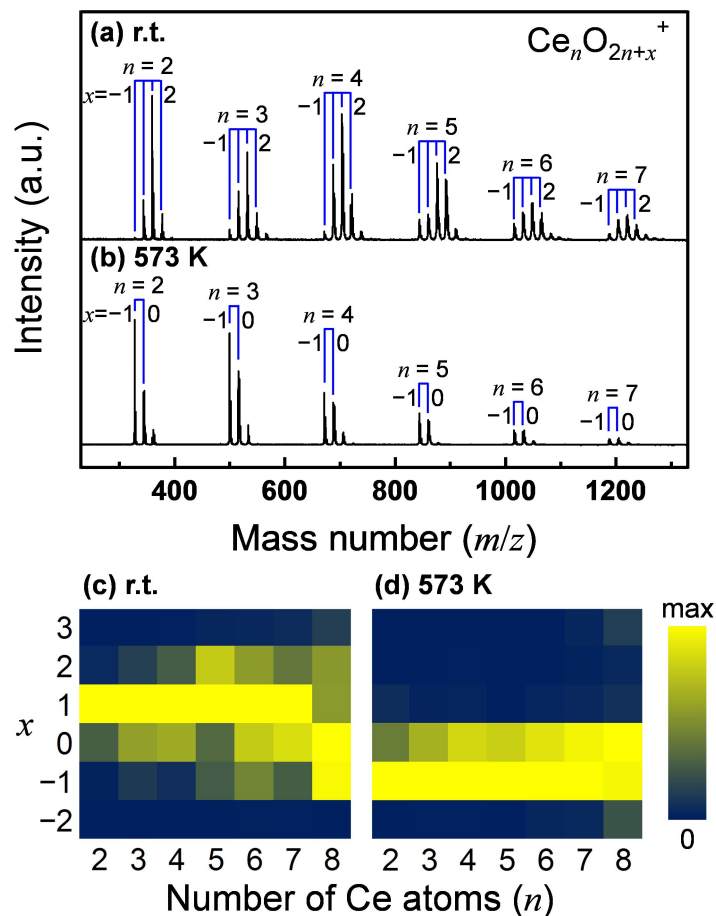 (a) r.t.
CeₙO₂ₙ₊ₓ⁺
n = 2
x=−1 2
n = 3
−1 2
n = 4
−1 2
n = 5
−1 2
n = 6
−1 2
n = 7
−1 2
(b) 573 K
n = 2
x=−1 0
n = 3
−1 0
n = 4
−1 0
n = 5
−1 0
n = 6
−1 0
n = 7
−1 0
Intensity (a.u.)
400 600 800 1000 1200
Mass number (m/z)
(c) r.t.
(d) 573 K
max
0
x
3
2
1
0
−1
−2
2 3 4 5 6 7 8
2 3 4 5 6 7 8
Number of Ce atoms (n)